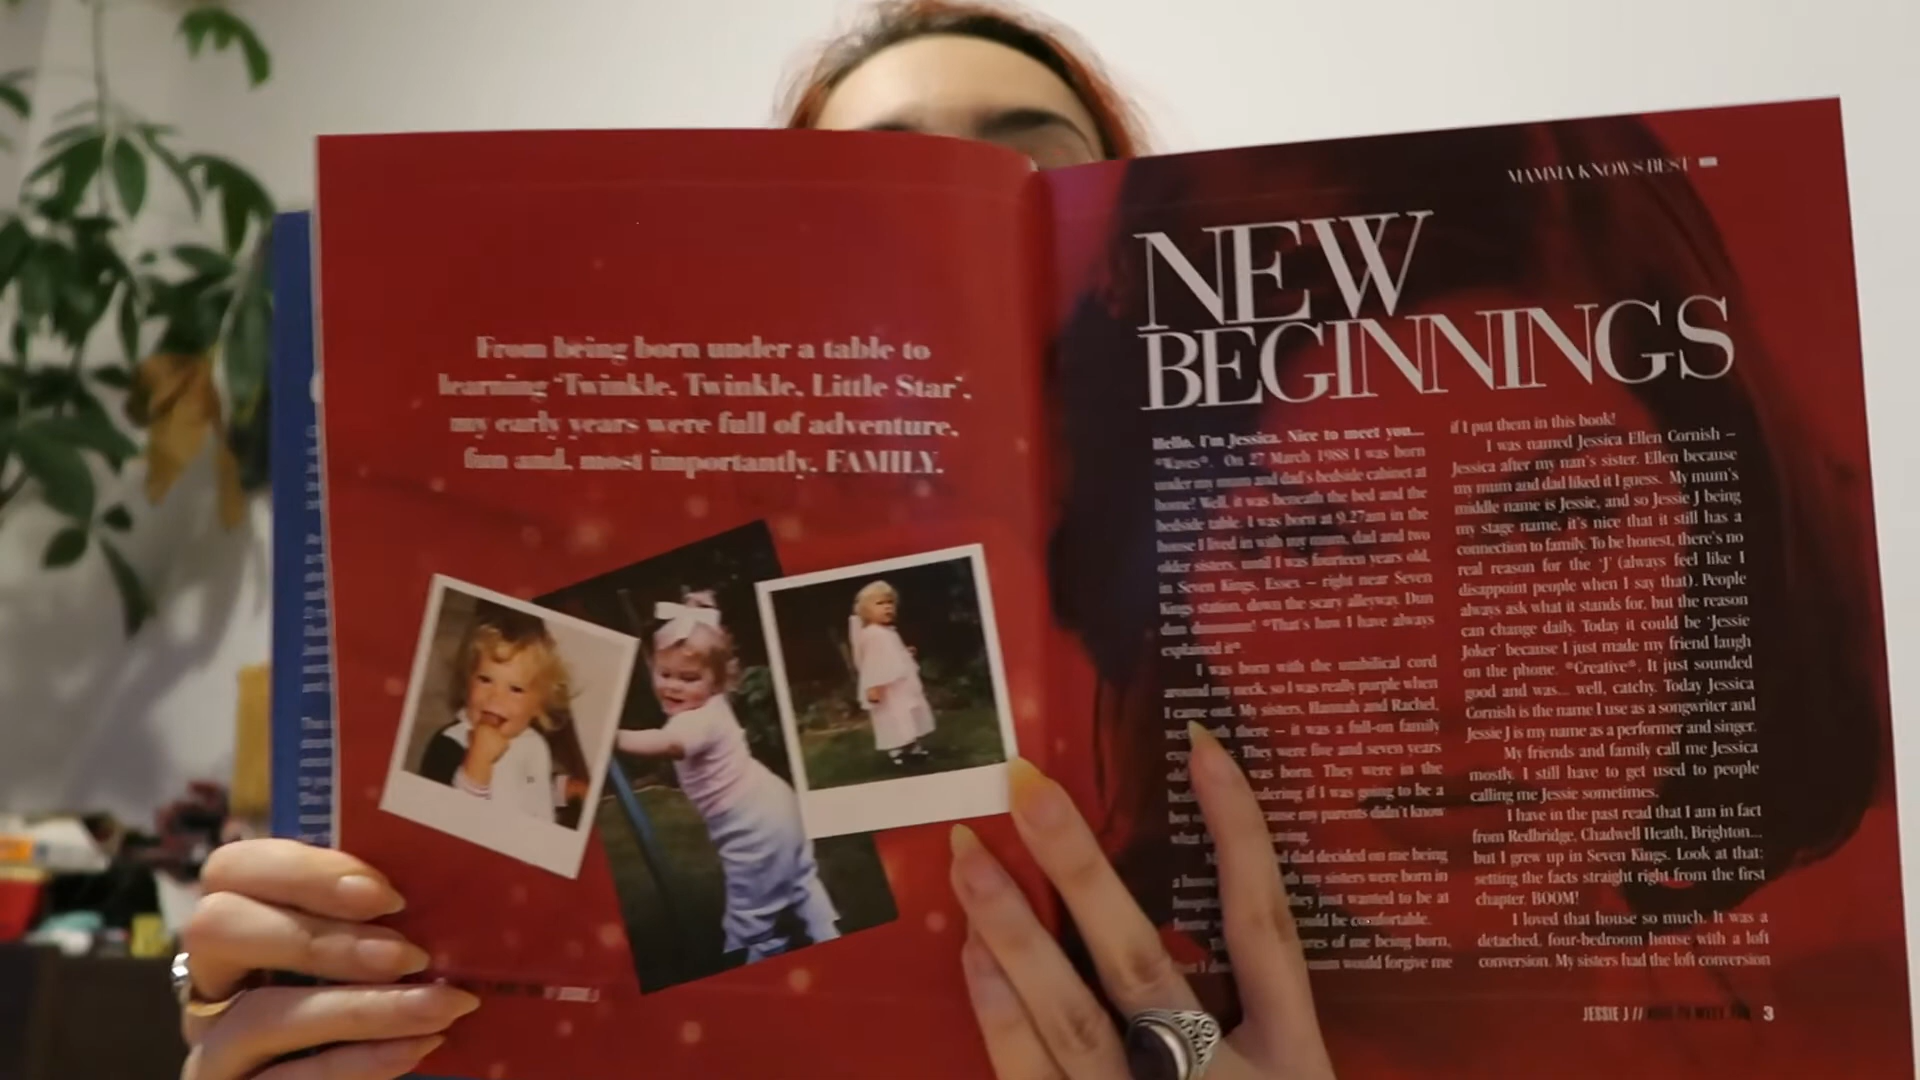 From being born under a table to
learning 'Twinkle, Twinkle, Little Star',
my early years were full of adventure,
fun and, most importantly, FAMILY.
JESSIE J
MAMMA KNOWS BEST
NEW
BEGINNINGS
Hello, I'm Jessica. Nice to meet you...
*Waves*. On 27 March 1988 I was born
under my mum and dad's bedside cabinet at
home! Well, it was beneath the bed and the
bedside table. I was born at 9.27am in the
house I lived in with my mum, dad and two
older sisters, until I was fourteen years old,
in Seven Kings, Essex – right near Seven
Kings station, down the scary alleyway. Dun
dun duuuun! *That's how I have always
explained it*.
I was born with the umbilical cord
around my neck, so I was really purple when
I came out. My sisters, Hannah and Rachel,
there – it was a full-on family
They were five and seven years
was born. They were in the
if I was going to be a
my parents didn't know
what
dad decided on me being
a home my sisters were born in
they just wanted to be at
home could be comfortable.
of me being born,
mum would forgive me
if I put them in this book!
I was named Jessica Ellen Cornish –
Jessica after my nan's sister. Ellen because
my mum and dad liked it I guess. My mum's
middle name is Jessie, and so Jessie J being
my stage name, it's nice that it still has a
connection to family. To be honest, there's no
real reason for the 'J' (always feel like I
disappoint people when I say that). People
always ask what it stands for, but the reason
can change daily. Today it could be 'Jessie
Joker' because I just made my friend laugh
on the phone. *Creative*. It just sounded
good and was... well, catchy. Today Jessica
Cornish is the name I use as a songwriter and
Jessie J is my name as a performer and singer.
My friends and family call me Jessica
mostly. I still have to get used to people
calling me Jessie sometimes.
I have in the past read that I am in fact
from Redbridge, Chadwell Heath, Brighton...
but I grew up in Seven Kings. Look at that:
setting the facts straight right from the first
chapter. BOOM!
I loved that house so much. It was a
detached, four-bedroom house with a loft
conversion. My sisters had the loft conversion
JESSIE J // 3